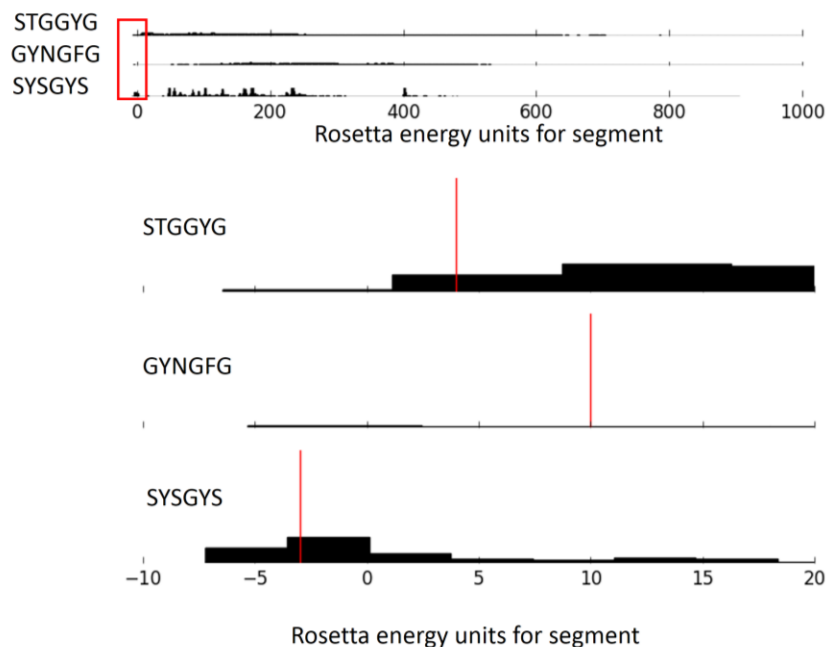 STGGYG
GYNGFG
SYSGYS
0 200 400 600 800 1000
Rosetta energy units for segment
STGGYG
GYNGFG
SYSGYS
−10 −5 0 5 10 15 20
Rosetta energy units for segment